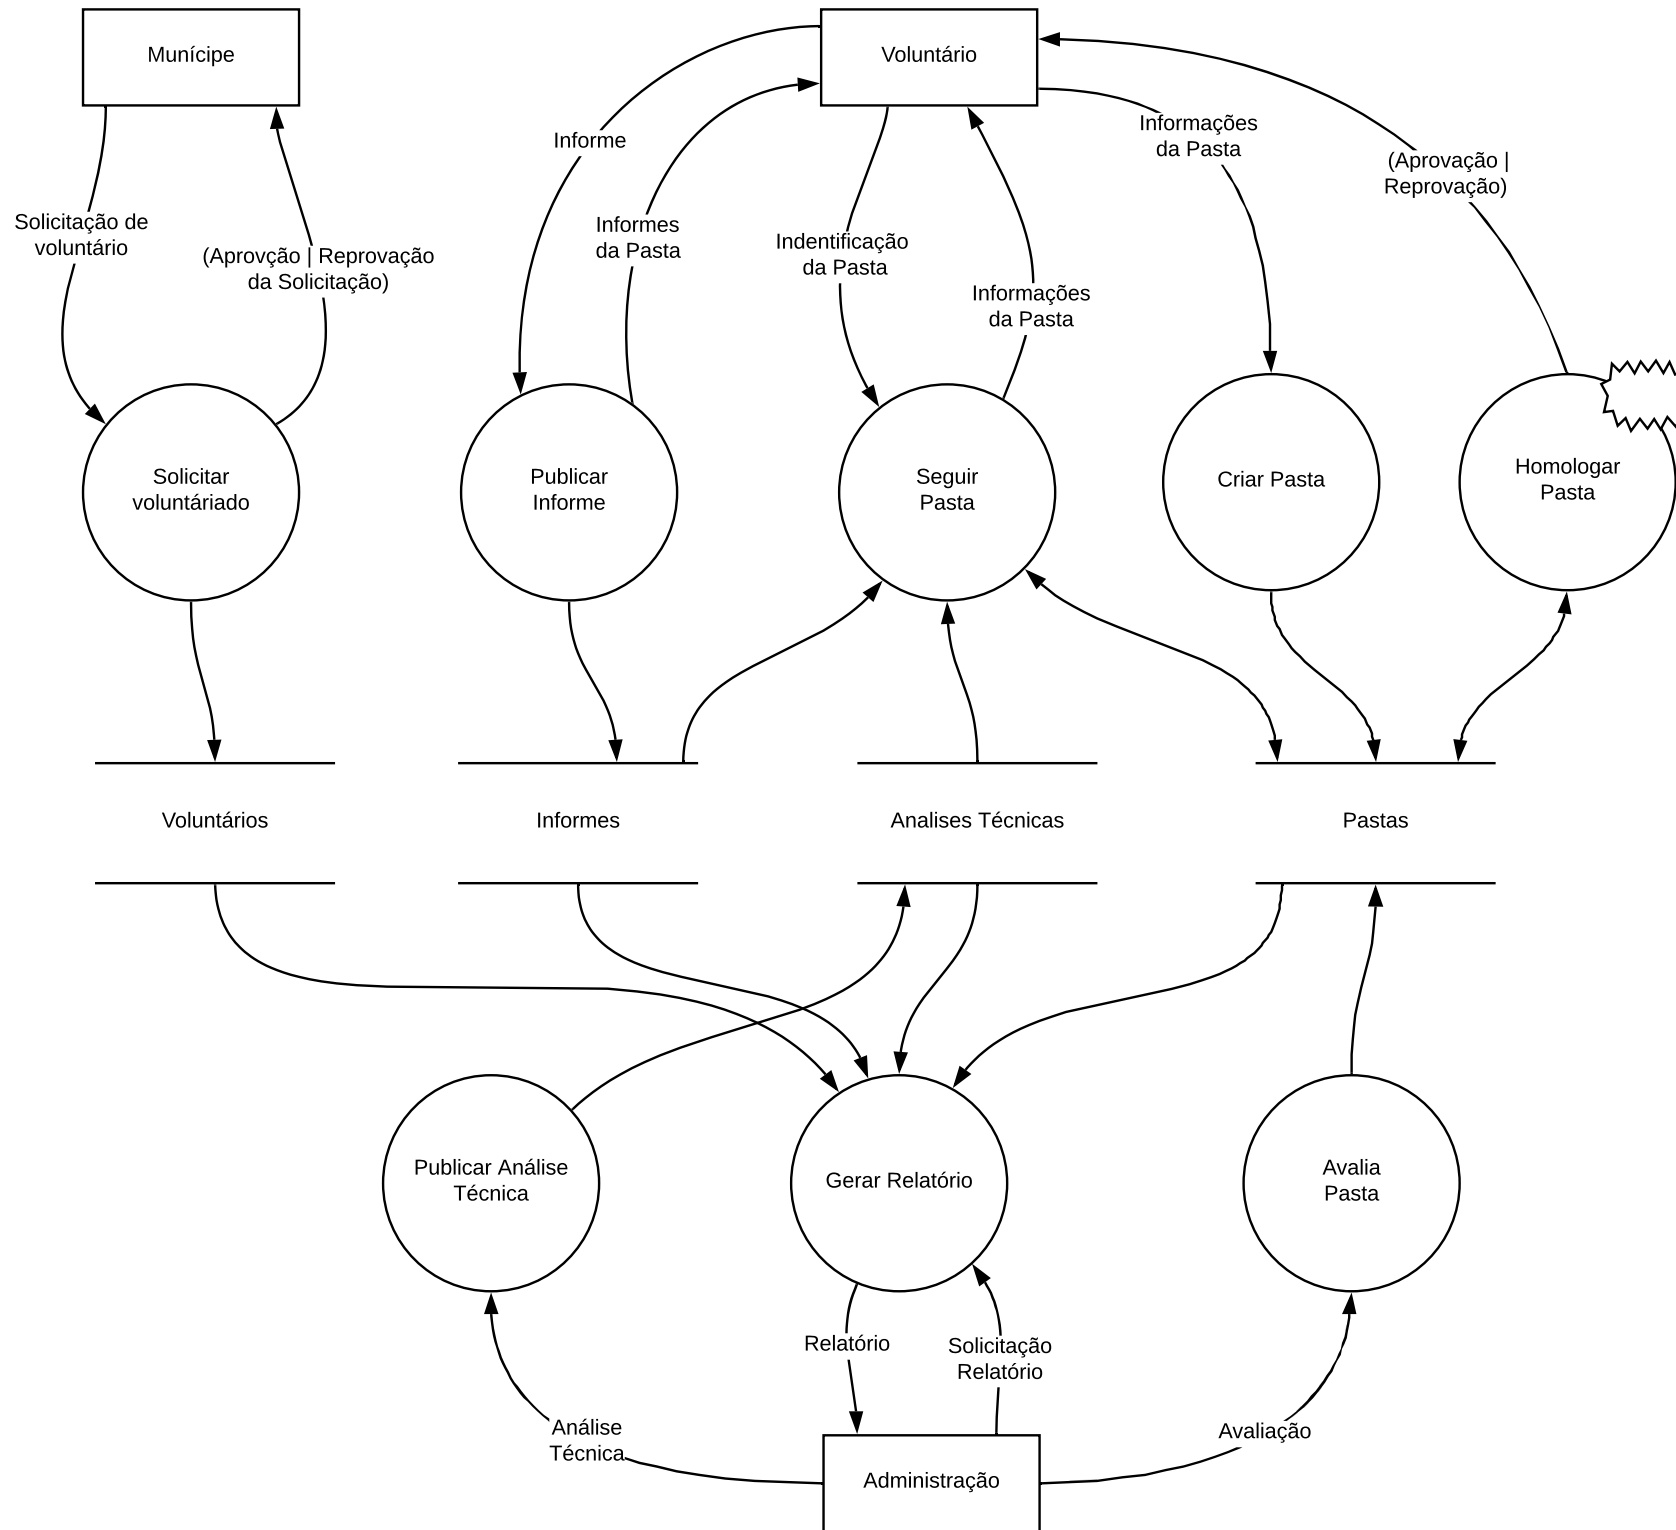 Munícipe
Voluntário
Informe
Informações
da Pasta
(Aprovação |
Reprovação)
Solicitação de
voluntário
(Aprovção | Reprovação
da Solicitação)
Informes
da Pasta
Indentificação
da Pasta
Informações
da Pasta
Solicitar
voluntáriado
Publicar
Informe
Seguir
Pasta
Criar Pasta
Homologar
Pasta
Voluntários
Informes
Analises Técnicas
Pastas
Publicar Análise
Técnica
Gerar Relatório
Avalia
Pasta
Relatório
Solicitação
Relatório
Análise
Técnica
Avaliação
Administração